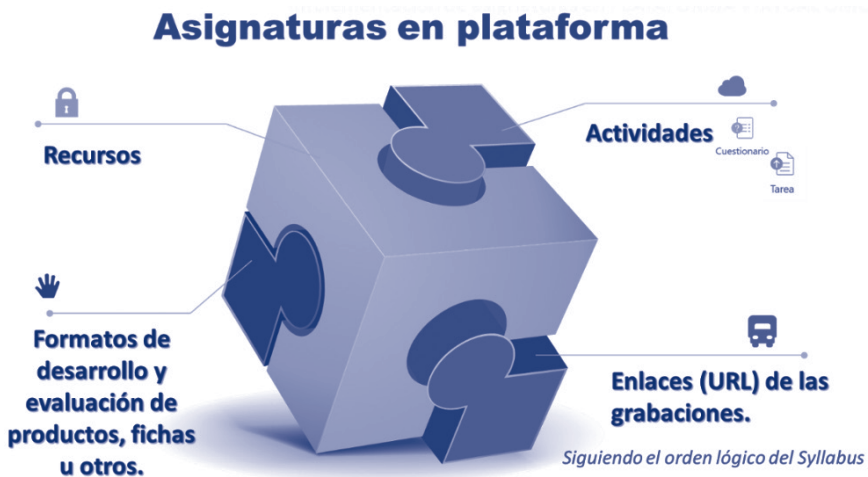 Asignaturas en plataforma
Recursos
Actividades
Cuestionario
Tarea
Formatos de
desarrollo y
evaluación de
productos, fichas
u otros.
Enlaces (URL) de las
grabaciones.
Siguiendo el orden lógico del Syllabus